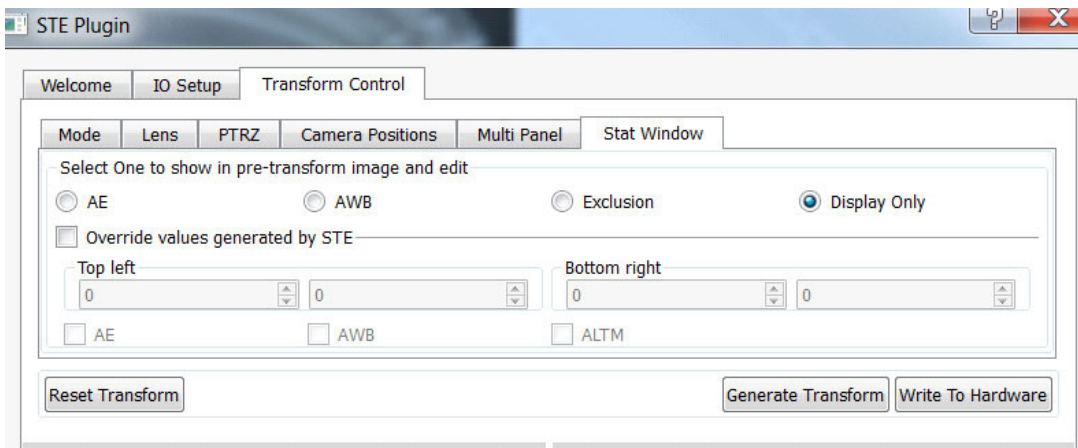 STE Plugin
Welcome IO Setup Transform Control
Mode Lens PTRZ Camera Positions Multi Panel Stat Window
Select One to show in pre-transform image and edit
AE AWB Exclusion Display Only
Override values generated by STE
Top left Bottom right
0 0 0 0
AE AWB ALTM
Reset Transform Generate Transform Write To Hardware